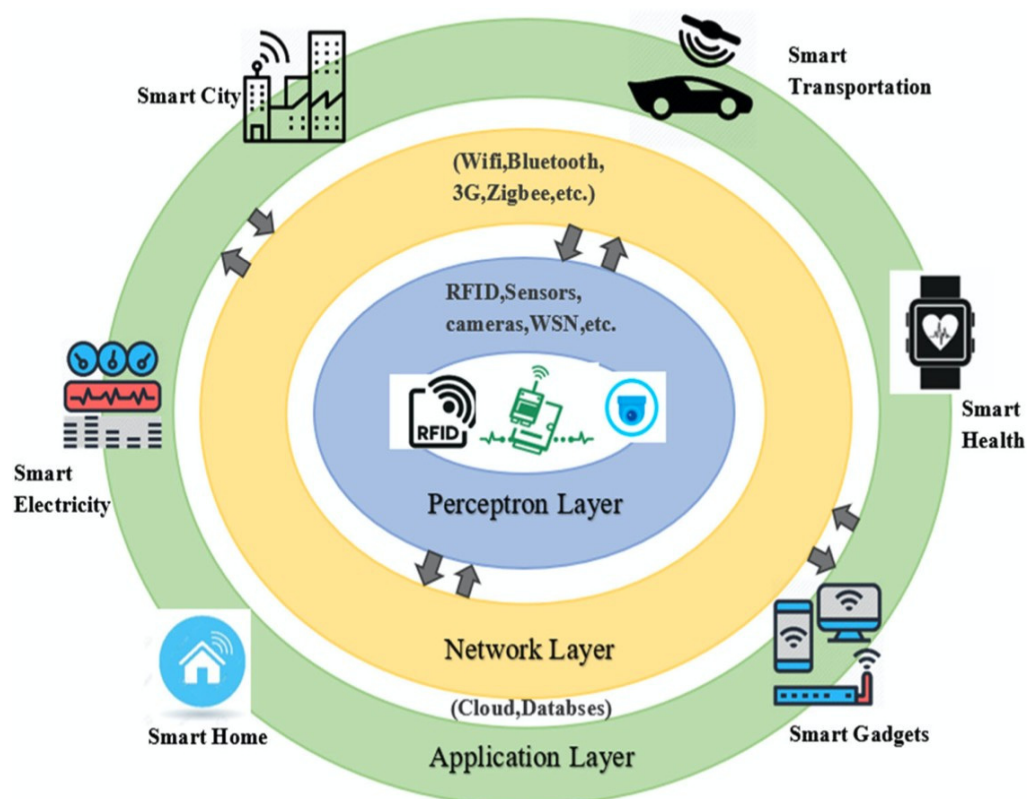 Smart City
Smart
Transportation
(Wifi,Bluetooth,
3G,Zigbee,etc.)
RFID,Sensors,
cameras,WSN,etc.
RFID
Smart
Health
Smart
Electricity
Perceptron Layer
Network Layer
(Cloud,Databses)
Smart Home
Smart Gadgets
Application Layer